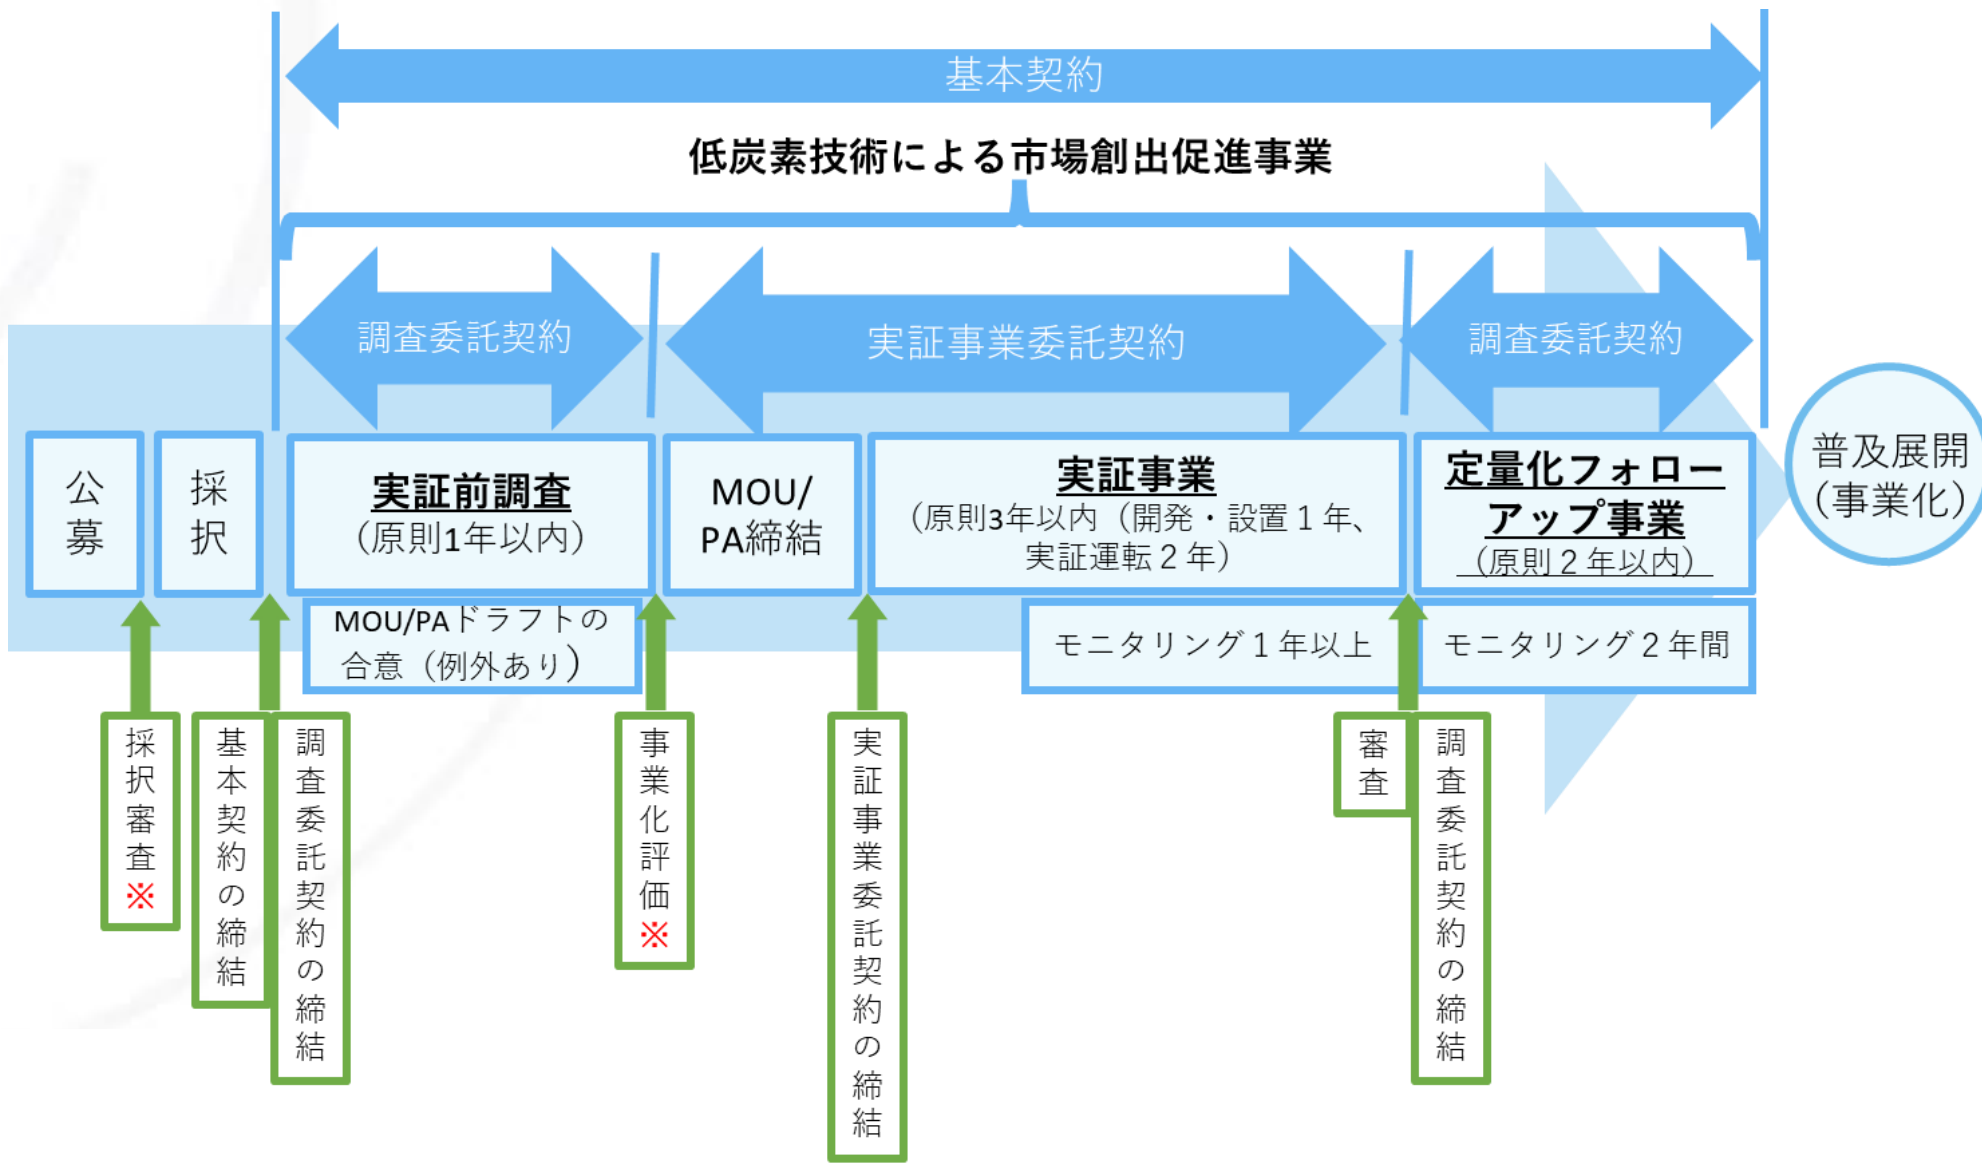 基本契約
低炭素技術による市場創出促進事業
調査委託契約
実証事業委託契約
調査委託契約
公募
採択
実証前調査
（原則1年以内）
MOU/
PA締結
実証事業
（原則3年以内（開発・設置１年、
実証運転２年）
定量化フォロー
アップ事業
（原則２年以内）
普及展開
（事業化）
MOU/PAドラフトの
合意（例外あり）
モニタリング１年以上
モニタリング２年間
採択審査※
基本契約の締結
調査委託契約の締結
事業化評価※
実証事業委託契約の締結
審査
調査委託契約の締結